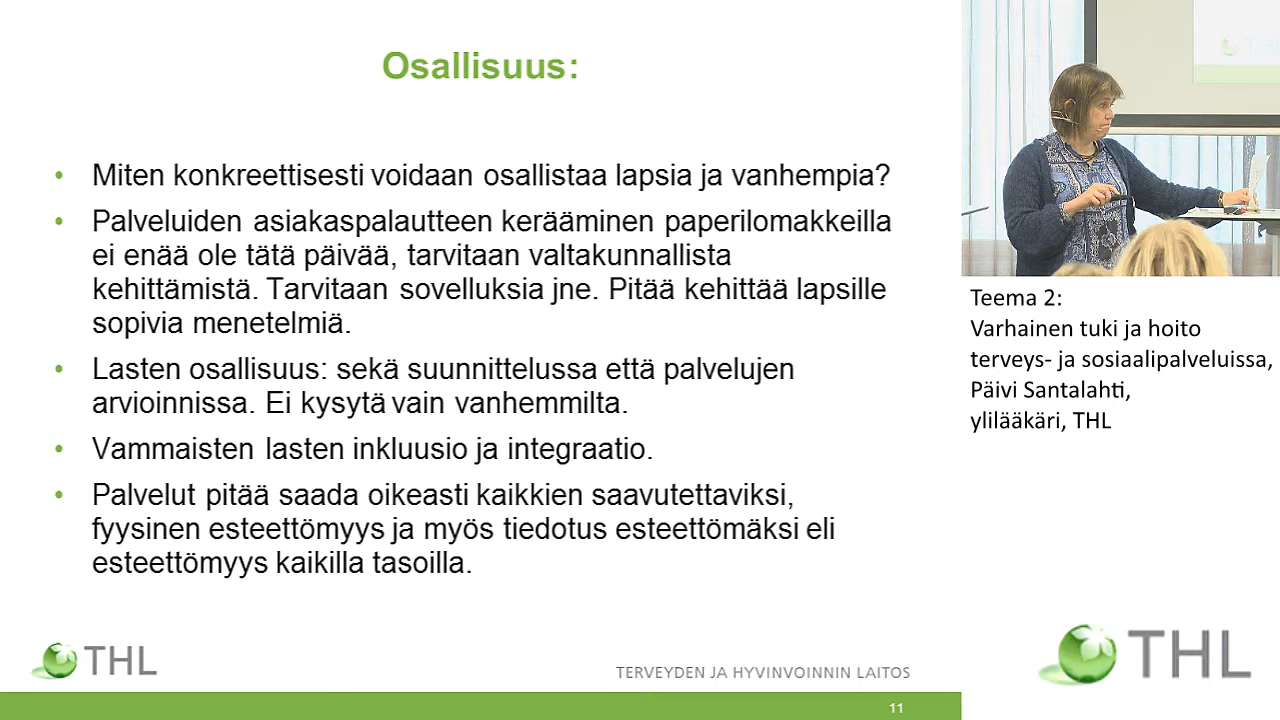 Osallisuus:
• Miten konkreettisesti voidaan osallistaa lapsia ja vanhempia?
• Palveluiden asiakaspalautteen kerääminen paperilomakkeilla
ei enää ole tätä päivää, tarvitaan valtakunnallista
kehittämistä. Tarvitaan sovelluksia jne. Pitää kehittää lapsille
sopivia menetelmiä.
• Lasten osallisuus: sekä suunnittelussa että palvelujen
arvioinnissa. Ei kysytä vain vanhemmilta.
• Vammaisten lasten inkluusio ja integraatio.
• Palvelut pitää saada oikeasti kaikkien saavutettaviksi,
fyysinen esteettömyys ja myös tiedotus esteettömäksi eli
esteettömyys kaikilla tasoilla.
THL
TERVEYDEN JA HYVINVOINNIN LAITOS
11
THL
Teema 2:
Varhainen tuki ja hoito
terveys- ja sosiaalipalveluissa,
Päivi Santalahti,
ylilääkäri, THL
THL